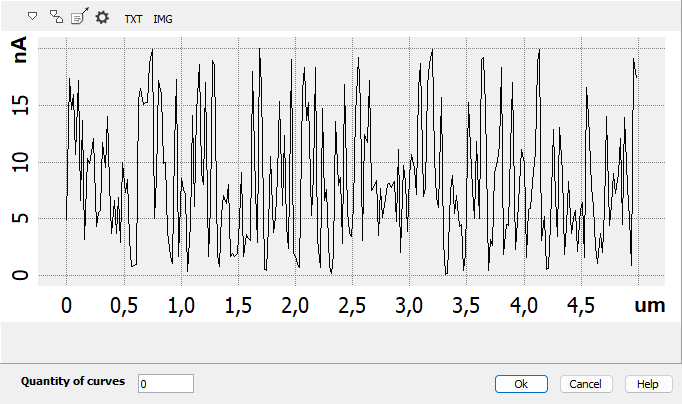 TXT IMG
nA
15
10
5
0
0 0,5 1,0 1,5 2,0 2,5 3,0 3,5 4,0 4,5 um
Quantity of curves 0 Ok Cancel Help